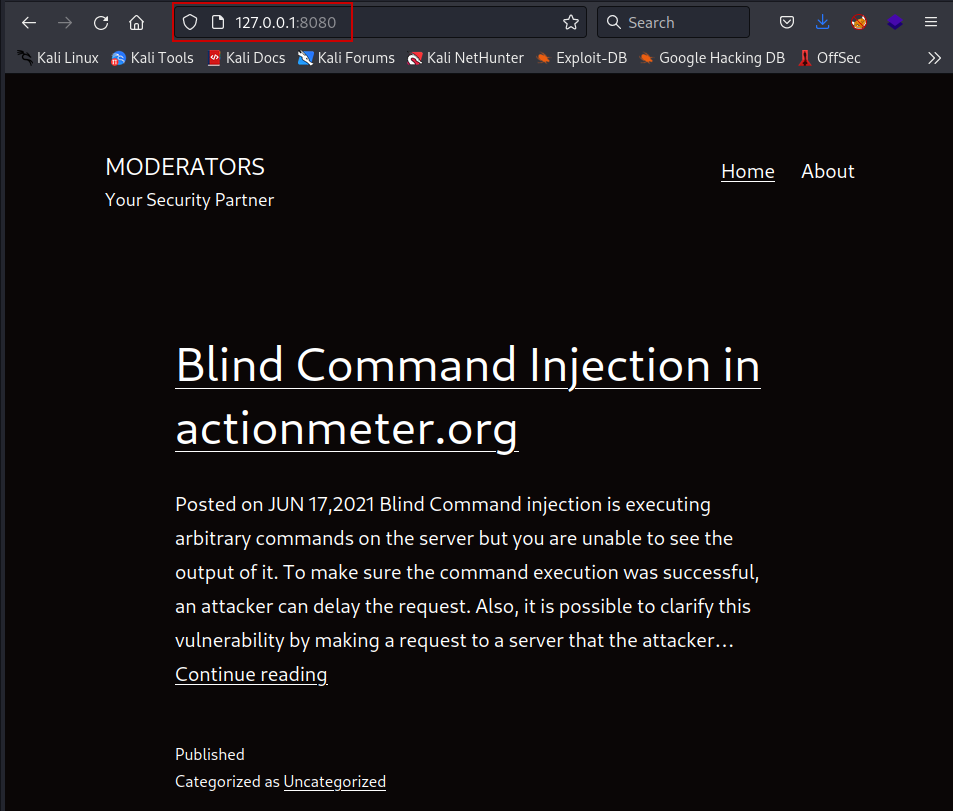 127.0.0.1:8080
Search
Kali Linux Kali Tools Kali Docs Kali Forums Kali NetHunter Exploit-DB Google Hacking DB OffSec
MODERATORS
Your Security Partner
Home About
Blind Command Injection in
actionmeter.org
Posted on JUN 17,2021 Blind Command injection is executing
arbitrary commands on the server but you are unable to see the
output of it. To make sure the command execution was successful,
an attacker can delay the request. Also, it is possible to clarify this
vulnerability by making a request to a server that the attacker…
Continue reading
Published
Categorized as Uncategorized